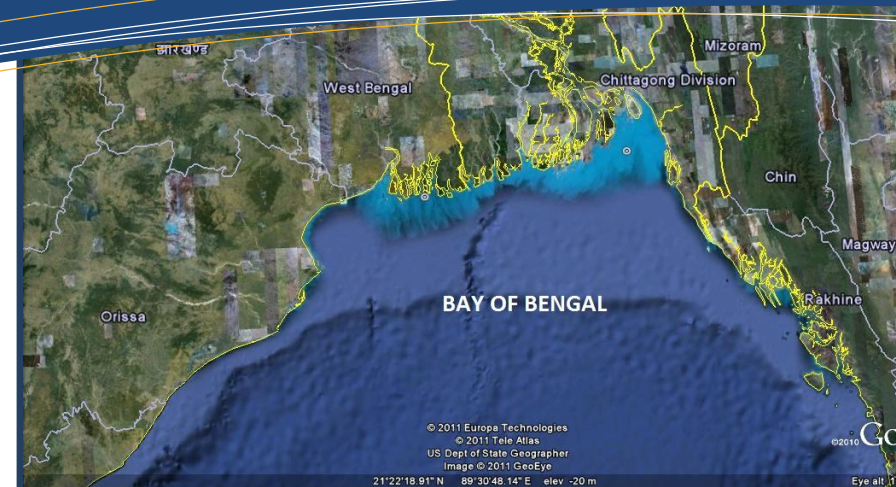 झारखण्ड
Mizoram
West Bengal
Chittagong Division
Chin
Magway
Rakhine
BAY OF BENGAL
Orissa
© 2011 Europa Technologies
© 2011 Tele Atlas
US Dept of State Geographer
Image © 2011 GeoEye
©2010 Go
21°22'18.91" N 89°30'48.14" E elev -20 m
Eye alt